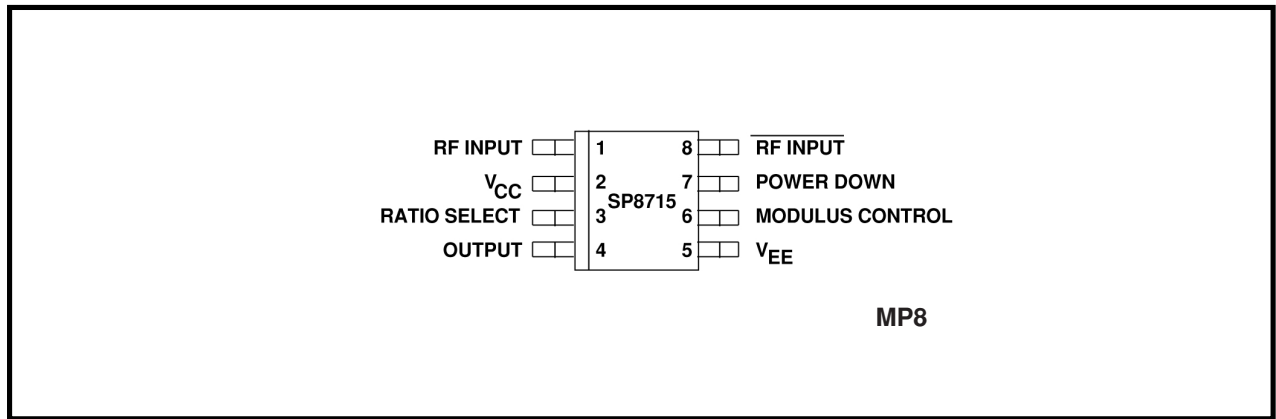 RF INPUT 1 8 RF INPUT
VCC 2 7 POWER DOWN
SP8715
RATIO SELECT 3 6 MODULUS CONTROL
OUTPUT 4 5 VEE
MP8